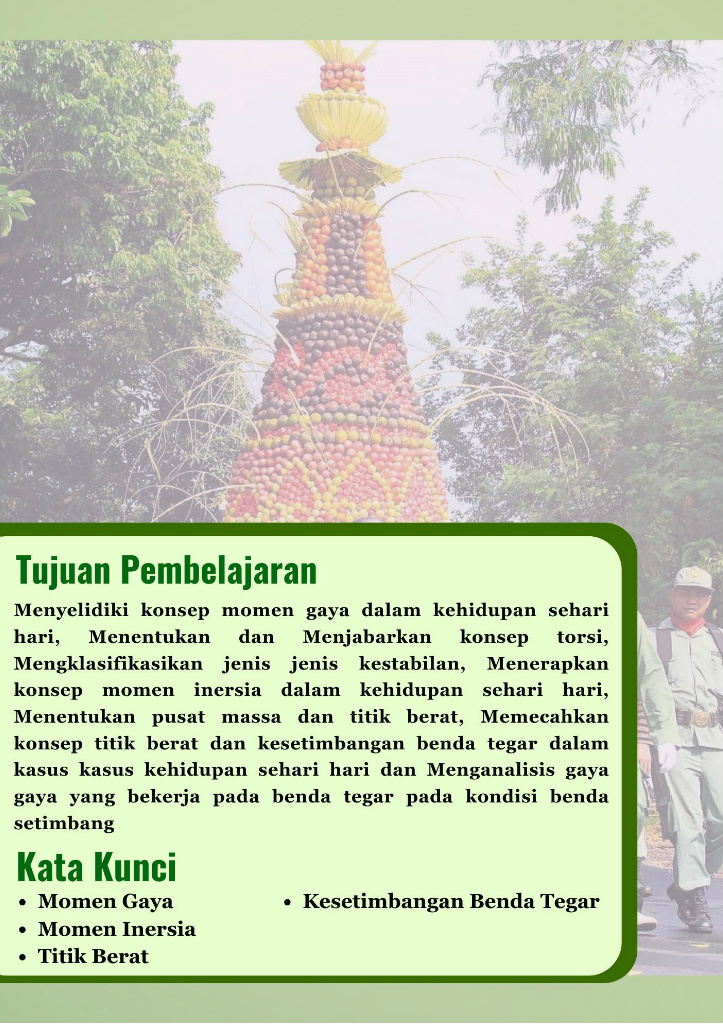 Tujuan Pembelajaran
Menyelidiki konsep momen gaya dalam kehidupan sehari
hari, Menentukan dan Menjabarkan konsep torsi,
Mengklasifikasikan jenis jenis kestabilan, Menerapkan
konsep momen inersia dalam kehidupan sehari hari,
Menentukan pusat massa dan titik berat, Memecahkan
konsep titik berat dan kesetimbangan benda tegar dalam
kasus kasus kehidupan sehari hari dan Menganalisis gaya
gaya yang bekerja pada benda tegar pada kondisi benda
setimbang
Kata Kunci
• Momen Gaya
• Momen Inersia
• Titik Berat
• Kesetimbangan Benda Tegar